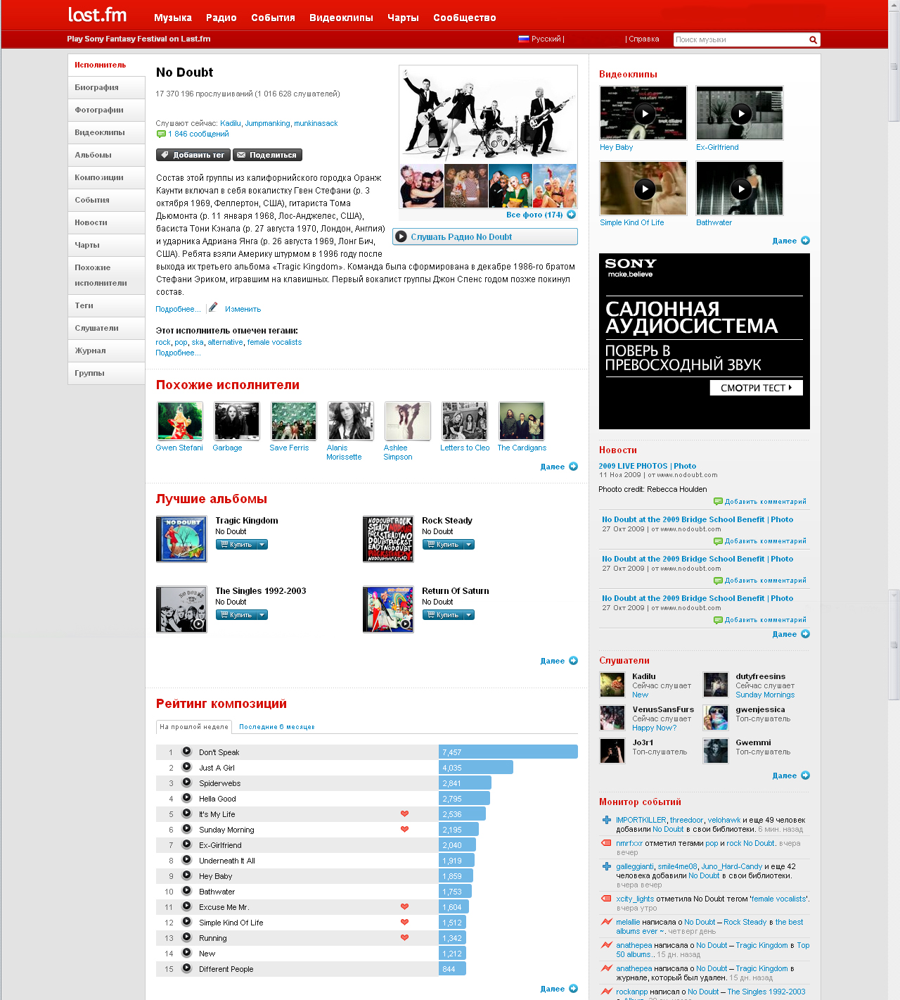 last.fm
Музыка Радио События Видеоклипы Чарты Сообщество
Play Sony Fantasy Festival on Last.fm
Русский |
| Справка
Поиск музыки
Исполнитель
Биография
Фотографии
Видеоклипы
Альбомы
Композиции
События
Новости
Чарты
Похожие
исполнители
Теги
Слушатели
Журнал
Группы
No Doubt
17 370 196 прослушиваний (1 016 628 слушателей)
Слушают сейчас: Kadilu, Jumpmanking, munkinasack
1 846 сообщений
Добавить тег
Поделиться
Все фото (174)
Слушать Радио No Doubt
Состав этой группы из калифорнийского городка Оранж
Каунти включал в себя вокалистку Гвен Стефани (р. 3
октября 1969, Феллертон, США), гитариста Тома
Дьюмонта (р. 11 января 1968, Лос-Анджелес, США),
басиста Тони Кэнала (р. 27 августа 1970, Лондон, Англия)
и ударника Адриана Янга (р. 26 августа 1969, Лонг Бич,
США). Ребята взяли Америку штурмом в 1996 году после
выхода их третьего альбома «Tragic Kingdom». Команда была сформирована в декабре 1986-го братом
Стефани Эриком, игравшим на клавишных. Первый вокалист группы Джон Спенс годом позже покинул
состав.
Подробнее...
Изменить
Этот исполнитель отмечен тегами:
rock, pop, ska, alternative, female vocalists
Подробнее...
Похожие исполнители
Gwen Stefani
Garbage
Save Ferris
Alanis
Morissette
Ashlee
Simpson
Letters to Cleo
The Cardigans
Далее
Лучшие альбомы
NO DOUBT
Tragic Kingdom
No Doubt
Купить
Rock Steady
No Doubt
Купить
The Singles 1992-2003
No Doubt
Купить
Return Of Saturn
No Doubt
Купить
Далее
Рейтинг композиций
На прошлой неделе
Последние 6 месяцев
1 Don't Speak 7,457
2 Just A Girl 4,035
3 Spiderwebs 2,841
4 Hella Good 2,795
5 It's My Life 2,536
6 Sunday Morning 2,195
7 Ex-Girlfriend 2,040
8 Underneath It All 1,919
9 Hey Baby 1,859
10 Bathwater 1,753
11 Excuse Me Mr. 1,604
12 Simple Kind Of Life 1,512
13 Running 1,342
14 New 1,212
15 Different People 844
Далее
Видеоклипы
Hey Baby
Ex-Girlfriend
Simple Kind Of Life
Bathwater
Далее
SONY
make.believe
САЛОННАЯ
АУДИОСИСТЕМА
ПОВЕРЬ В
ПРЕВОСХОДНЫЙ ЗВУК
СМОТРИ ТЕСТ
Новости
2009 LIVE PHOTOS | Photo
11 Ноя 2009 | от www.nodoubt.com
Phooto credit: Rebecca Houlden
Добавить комментарий
No Doubt at the 2009 Bridge School Benefit | Photo
27 Окт 2009 | от www.nodoubt.com
Добавить комментарий
No Doubt at the 2009 Bridge School Benefit | Photo
27 Окт 2009 | от www.nodoubt.com
Добавить комментарий
No Doubt at the 2009 Bridge School Benefit | Photo
27 Окт 2009 | от www.nodoubt.com
Добавить комментарий
Далее
Слушатели
Kadilu
Сейчас слушает
New
dutyfreesins
Сейчас слушает
Sunday Mornings
VenusSansFurs
Сейчас слушает
Happy Now?
gwenjessica
Топ-слушатель
Jo3r1
Топ-слушатель
Gwemmi
Топ-слушатель
Далее
Монитор событий
IMPORTKILLER, threedoor, velohawk и еще 49 человек
добавили No Doubt в свои библиотеки. 6 мин. назад
nmrfxxr отметил тегами pop и rock No Doubt. вчера
вечер
galleggianti, smile4me08, Juno_Hard-Candy и еще 42
человека добавили No Doubt в свои библиотеки.
вчера вечер
xcity_lights отметила No Doubt тегом 'female vocalists'.
вчера утро
melallie написала о No Doubt – Rock Steady в the best
albums ever ~. четверг день
anathepea написала о No Doubt – Tragic Kingdom в Top
50 albums.. 15 дн. назад
anathepea написала о No Doubt – Tragic Kingdom в
журнале, который был удален. 15 дн. назад
rockanpp написал о No Doubt – The Singles 1992-2003